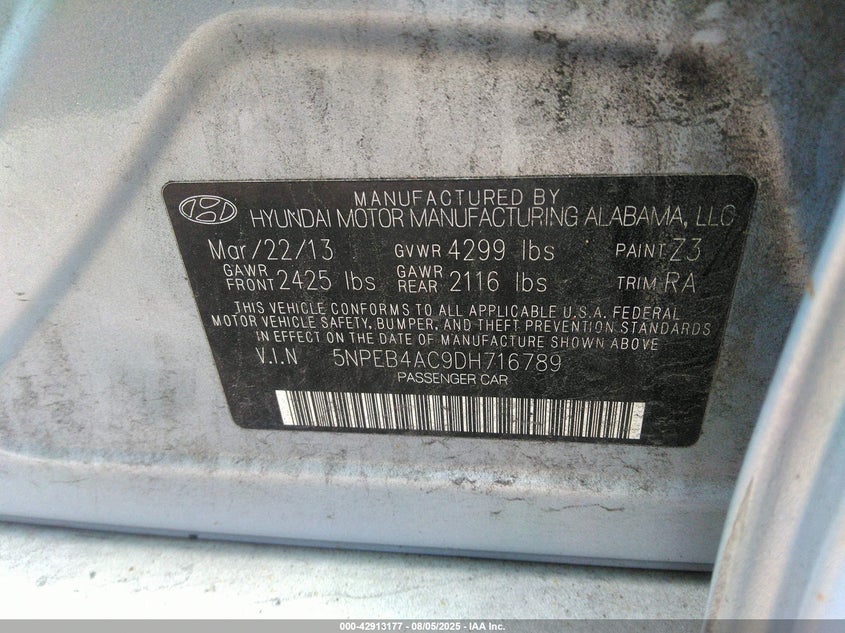 MANUFACTURED BY
HYUNDAI MOTOR MANUFACTURING ALABAMA, LLC
Mar/22/13 GVWR 4299 lbs PAINT Z3
GAWR FRONT 2425 lbs GAWR REAR 2116 lbs TRIM RA
THIS VEHICLE CONFORMS TO ALL APPLICABLE U.S.A. FEDERAL
MOTOR VEHICLE SAFETY, BUMPER, AND THEFT PREVENTION STANDARDS
IN EFFECT ON THE DATE OF MANUFACTURE SHOWN ABOVE
V.I.N 5NPEB4AC9DH716789
PASSENGER CAR
000-42913177 - 08/05/2025 - IAA Inc.